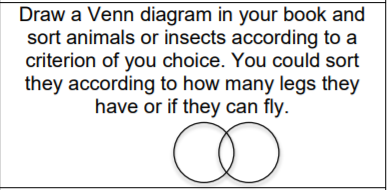 Draw a Venn diagram in your book and
sort animals or insects according to a
criterion of you choice. You could sort
they according to how many legs they
have or if they can fly.